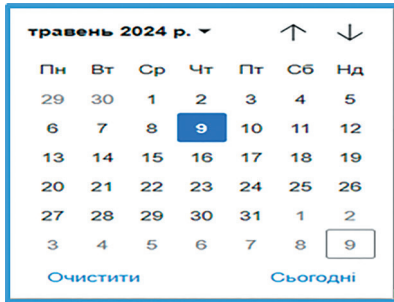 травень 2024 р.
Пн Вт Ср Чт Пт Сб Нд
29 30 1 2 3 4 5
6 7 8 9 10 11 12
13 14 15 16 17 18 19
20 21 22 23 24 25 26
27 28 29 30 31 1 2
3 4 5 6 7 8 9
Очистити Сьогодні